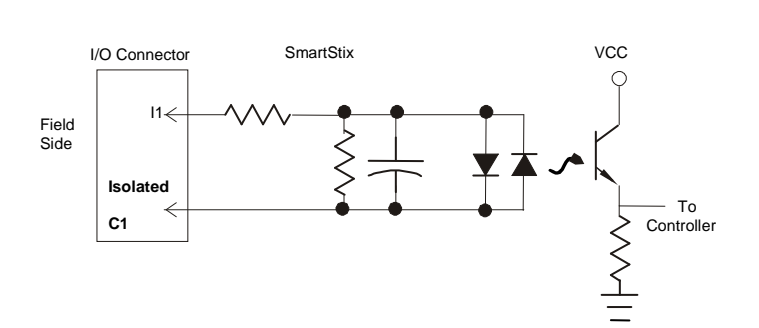 I/O Connector
SmartStix
VCC
Field
Side
I1
Isolated
C1
To
Controller